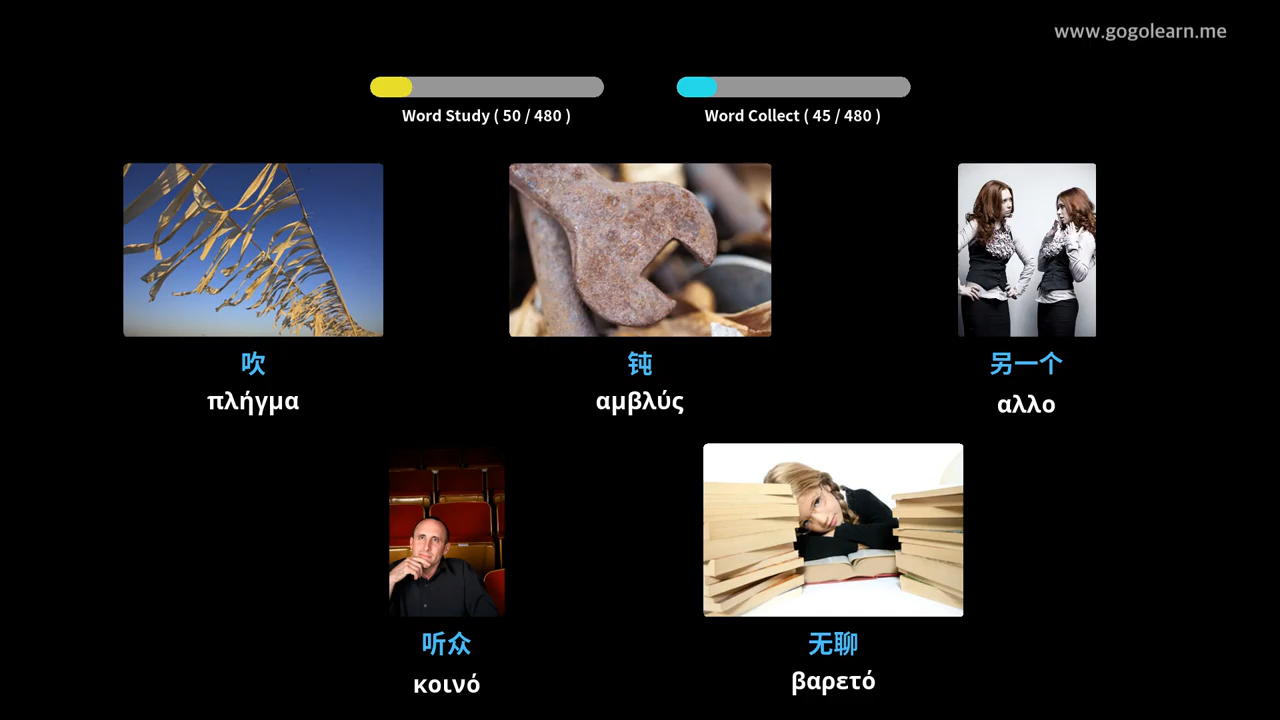 www.gogolearn.me
Word Study ( 50 / 480 )
Word Collect ( 45 / 480 )
吹
πλήγμα
钝
αμβλύς
另一个
αλλο
听众
κοινό
无聊
βαρετό